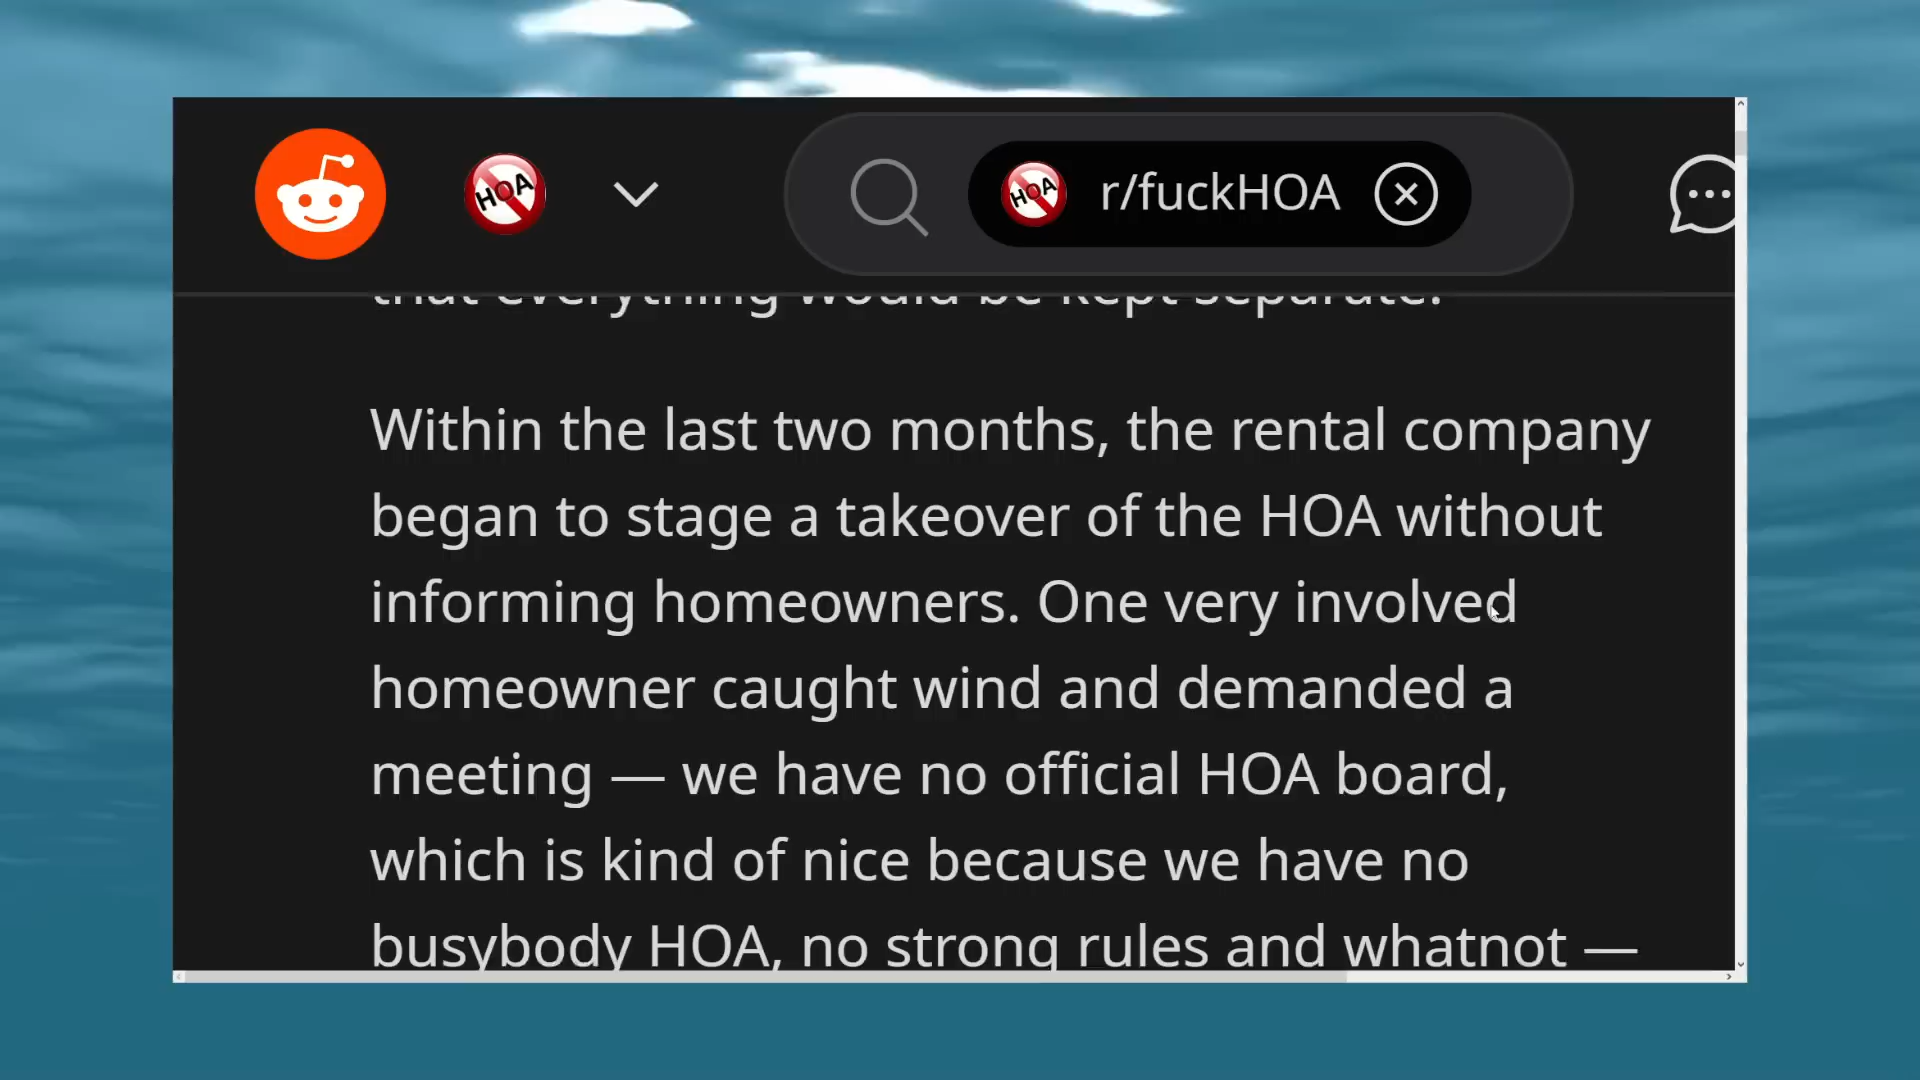 HOA
HOA
r/fuckHOA
that everything would be kept separate.
Within the last two months, the rental company
began to stage a takeover of the HOA without
informing homeowners. One very involved
homeowner caught wind and demanded a
meeting — we have no official HOA board,
which is kind of nice because we have no
busybody HOA, no strong rules and whatnot —